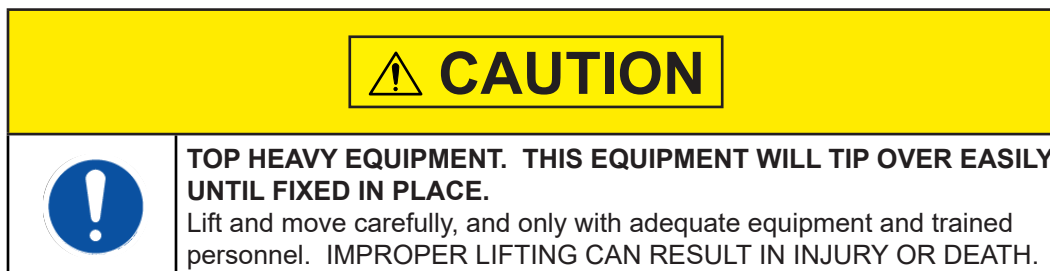 CAUTION
TOP HEAVY EQUIPMENT.  THIS EQUIPMENT WILL TIP OVER EASILY
UNTIL FIXED IN PLACE.
Lift and move carefully, and only with adequate equipment and trained
personnel.  IMPROPER LIFTING CAN RESULT IN INJURY OR DEATH.